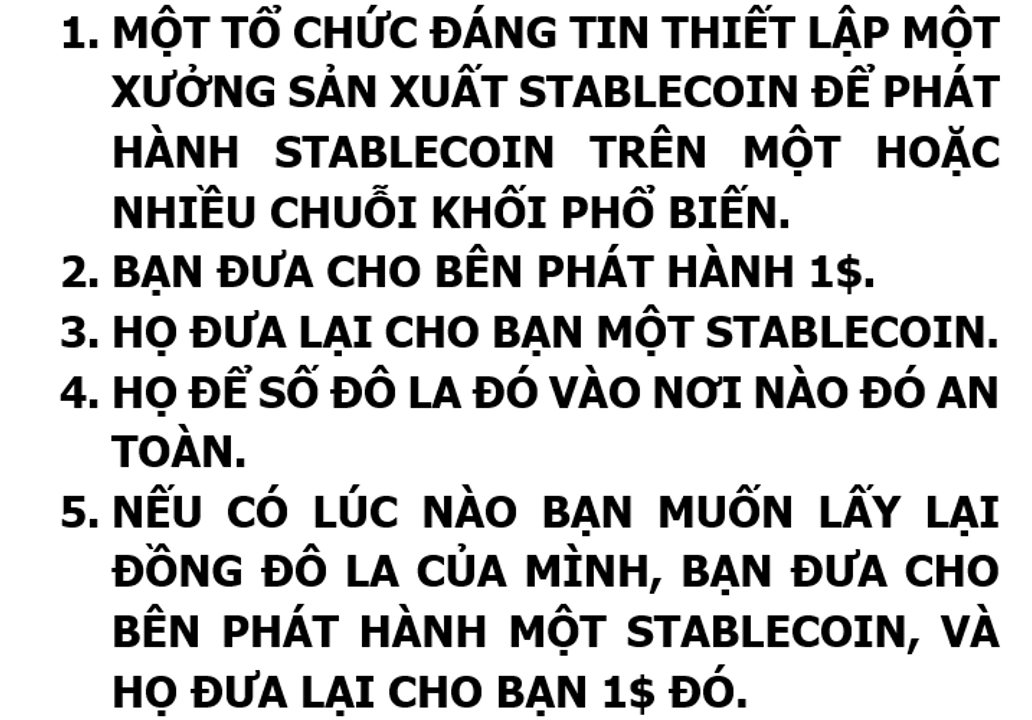 1. MỘT TỔ CHỨC ĐÁNG TIN THIẾT LẬP MỘT
XƯỞNG SẢN XUẤT STABLECOIN ĐỂ PHÁT
HÀNH STABLECOIN TRÊN MỘT HOẶC
NHIỀU CHUỖI KHỐI PHỔ BIẾN.
2. BẠN ĐƯA CHO BÊN PHÁT HÀNH 1$.
3. HỌ ĐƯA LẠI CHO BẠN MỘT STABLECOIN.
4. HỌ ĐỂ SỐ ĐÔ LA ĐÓ VÀO NƠI NÀO ĐÓ AN
TOÀN.
5. NẾU CÓ LÚC NÀO BẠN MUỐN LẤY LẠI
ĐỒNG ĐÔ LA CỦA MÌNH, BẠN ĐƯA CHO
BÊN PHÁT HÀNH MỘT STABLECOIN, VÀ
HỌ ĐƯA LẠI CHO BẠN 1$ ĐÓ.